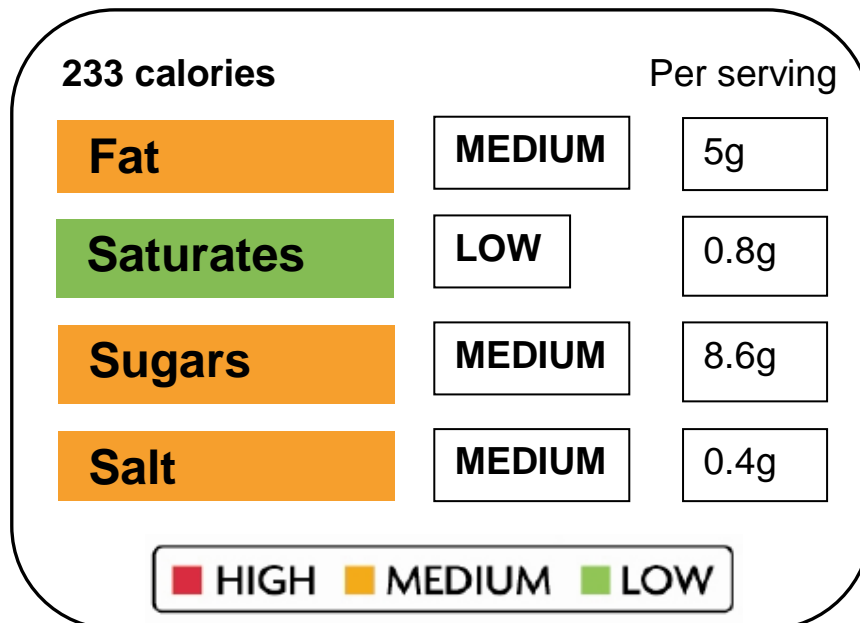 233 calories Per serving
Fat MEDIUM 5g
Saturates LOW 0.8g
Sugars MEDIUM 8.6g
Salt MEDIUM 0.4g
HIGH MEDIUM LOW